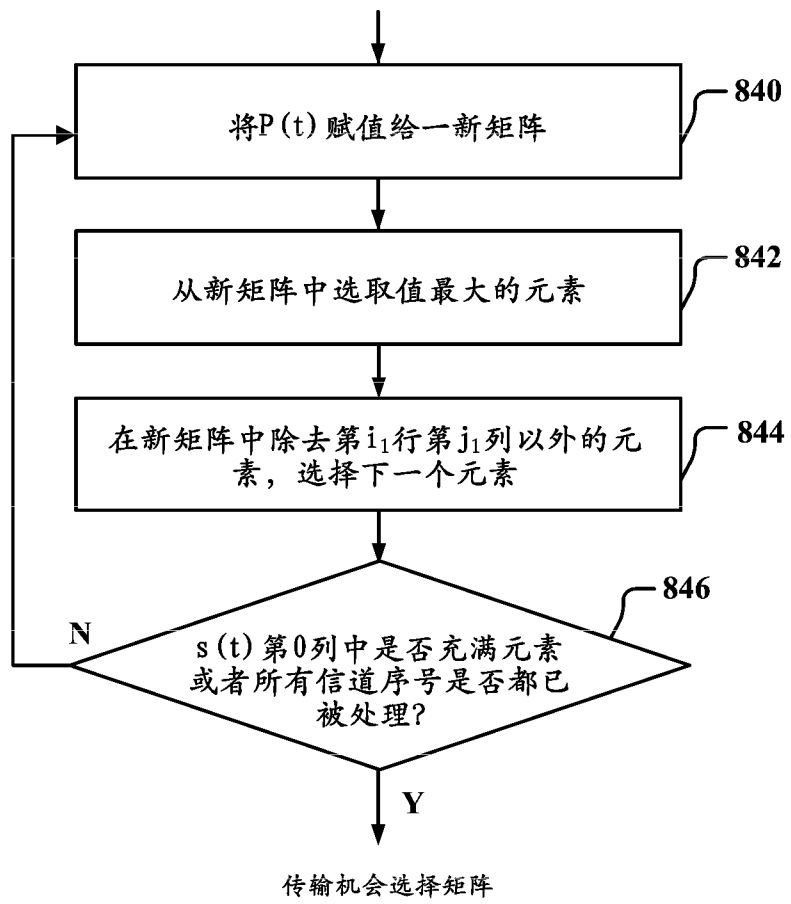 将P(t)赋值给一新矩阵
840
从新矩阵中选取值最大的元素
842
在新矩阵中除去第i₁行第j₁列以外的元
素，选择下一个元素
844
846
N
s(t)第0列中是否充满元素
或者所有信道序号是否都已
被处理?
Y
传输机会选择矩阵